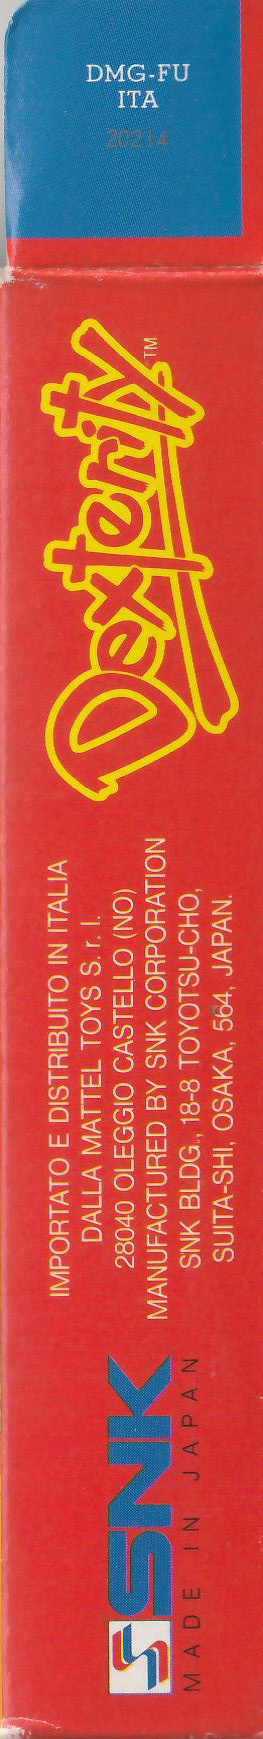 DMG-FU
ITA
20214
Dexterity™
IMPORTATO E DISTRIBUITO IN ITALIA
DALLA MATTEL TOYS S. r. l.
28040 OLEGGIO CASTELLO (NO)
MANUFACTURED BY SNK CORPORATION
SNK BLDG., 18-8 TOYOTSU-CHO,
SUITA-SHI, OSAKA, 564, JAPAN.
SNK
MADE IN JAPAN